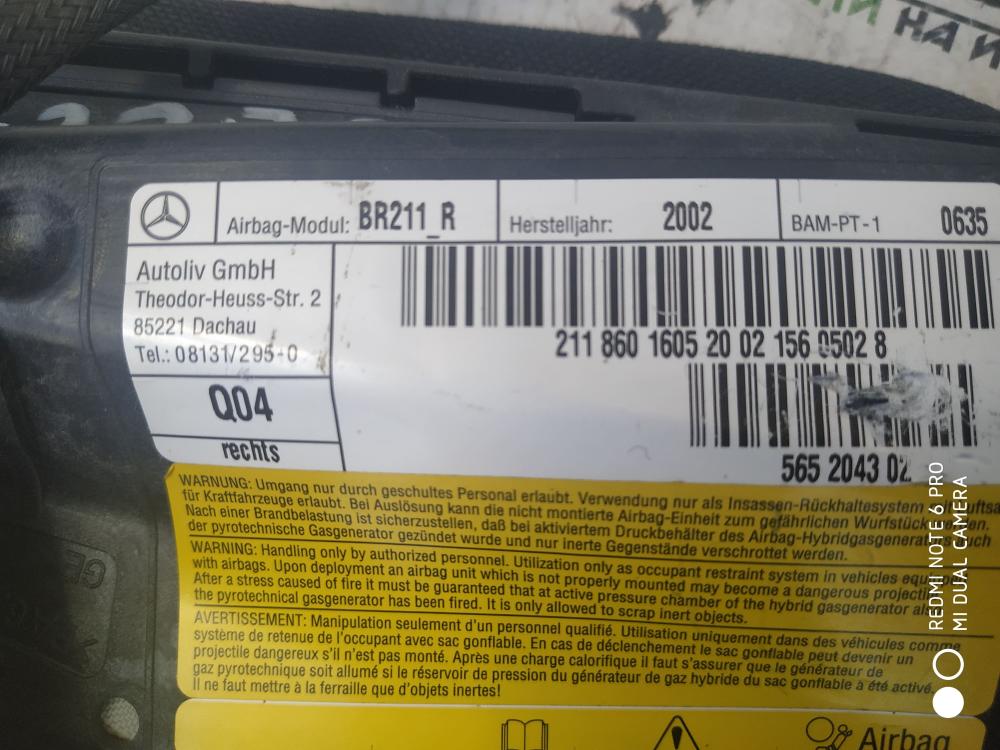 НА
Airbag-Modul: BR211_R
Herstelljahr: 2002
BAM-PT-1 0635
Autoliv GmbH
Theodor-Heuss-Str. 2
85221 Dachau
Tel.: 08131/295-0
Q04
rechts
211 860 1605 20 02 156 0502 8
565 2043 02
WARNUNG: Umgang nur durch geschultes Personal erlaubt. Verwendung nur als Insassen-Rückhaltesystem
für Kraftfahrzeuge erlaubt. Bei Auslösung kann die nicht montierte Airbag-Einheit zum gefährlichen
Nach einer Brandbelastung ist sicherzustellen, daß bei aktiviertem Druckbehälter des
der pyrotechnische Gasgenerator gezündet wurde und nur inerte Gegenstände verschrottet werden.
WARNING: Handling only by authorized personnel. Utilization only as occupant restraint system in vehicles
with airbags. Upon deployment an airbag unit which is not properly mounted may become a dangerous
After a stress caused of fire it must be guaranteed that at active pressure chamber of the hybrid gasgenerator
the pyrotechnical gasgenerator has been fired. It is only allowed to scrap inert objects.
AVERTISSEMENT: Manipulation seulement d'un personnel qualifié. Utilisation uniquement dans des véhicules
système de retenue de l'occupant avec sac gonflable. En cas de déclenchement le sac gonflable peut devenir un
projectile dangereux s'il n'est pas monté. Après une charge calorifique il faut s'assurer que le générateur de
gaz pyrotechnique soit allumé si le réservoir de pression du générateur de gaz hybride du sac gonflable a été activé.
Il ne faut mettre à la ferraille que d'objets inertes!
Airbag
REDMI NOTE 6 PRO
MI DUAL CAMERA